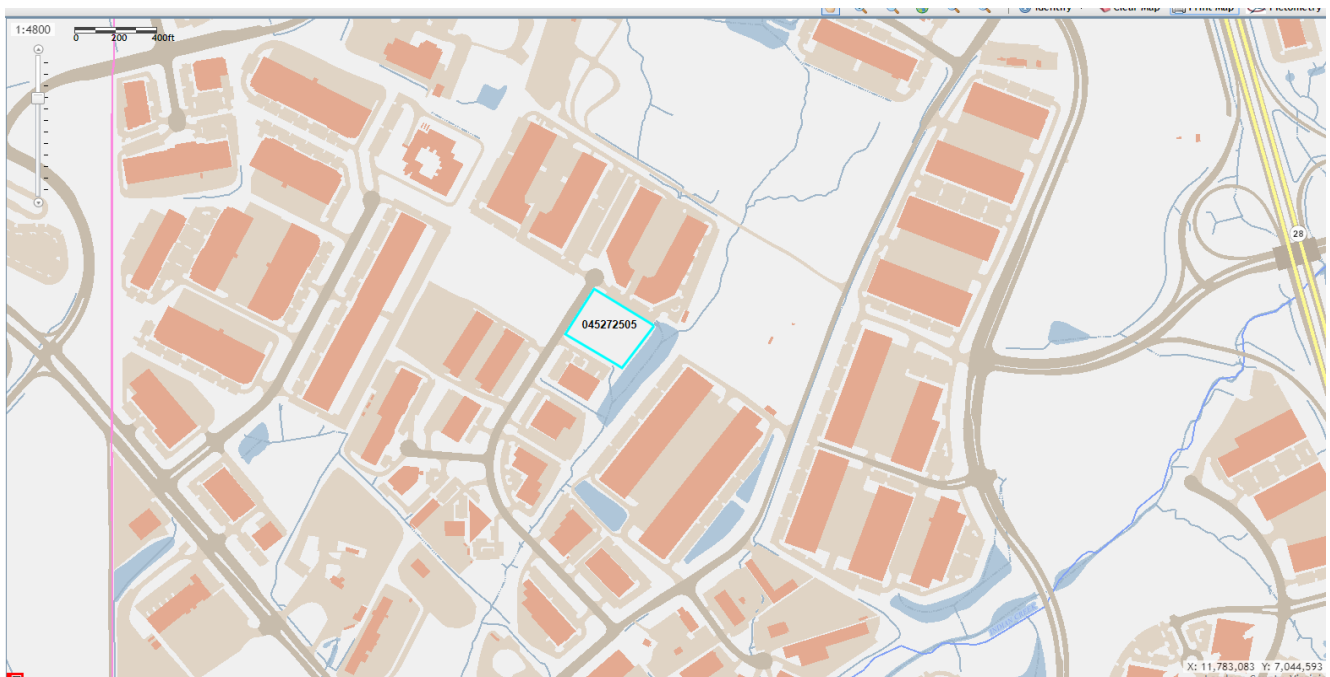 Identify Clear Map Print Map Pictometry
1:4800
0 200 400ft
28
045272505
X: 11,783,083 Y: 7,044,593